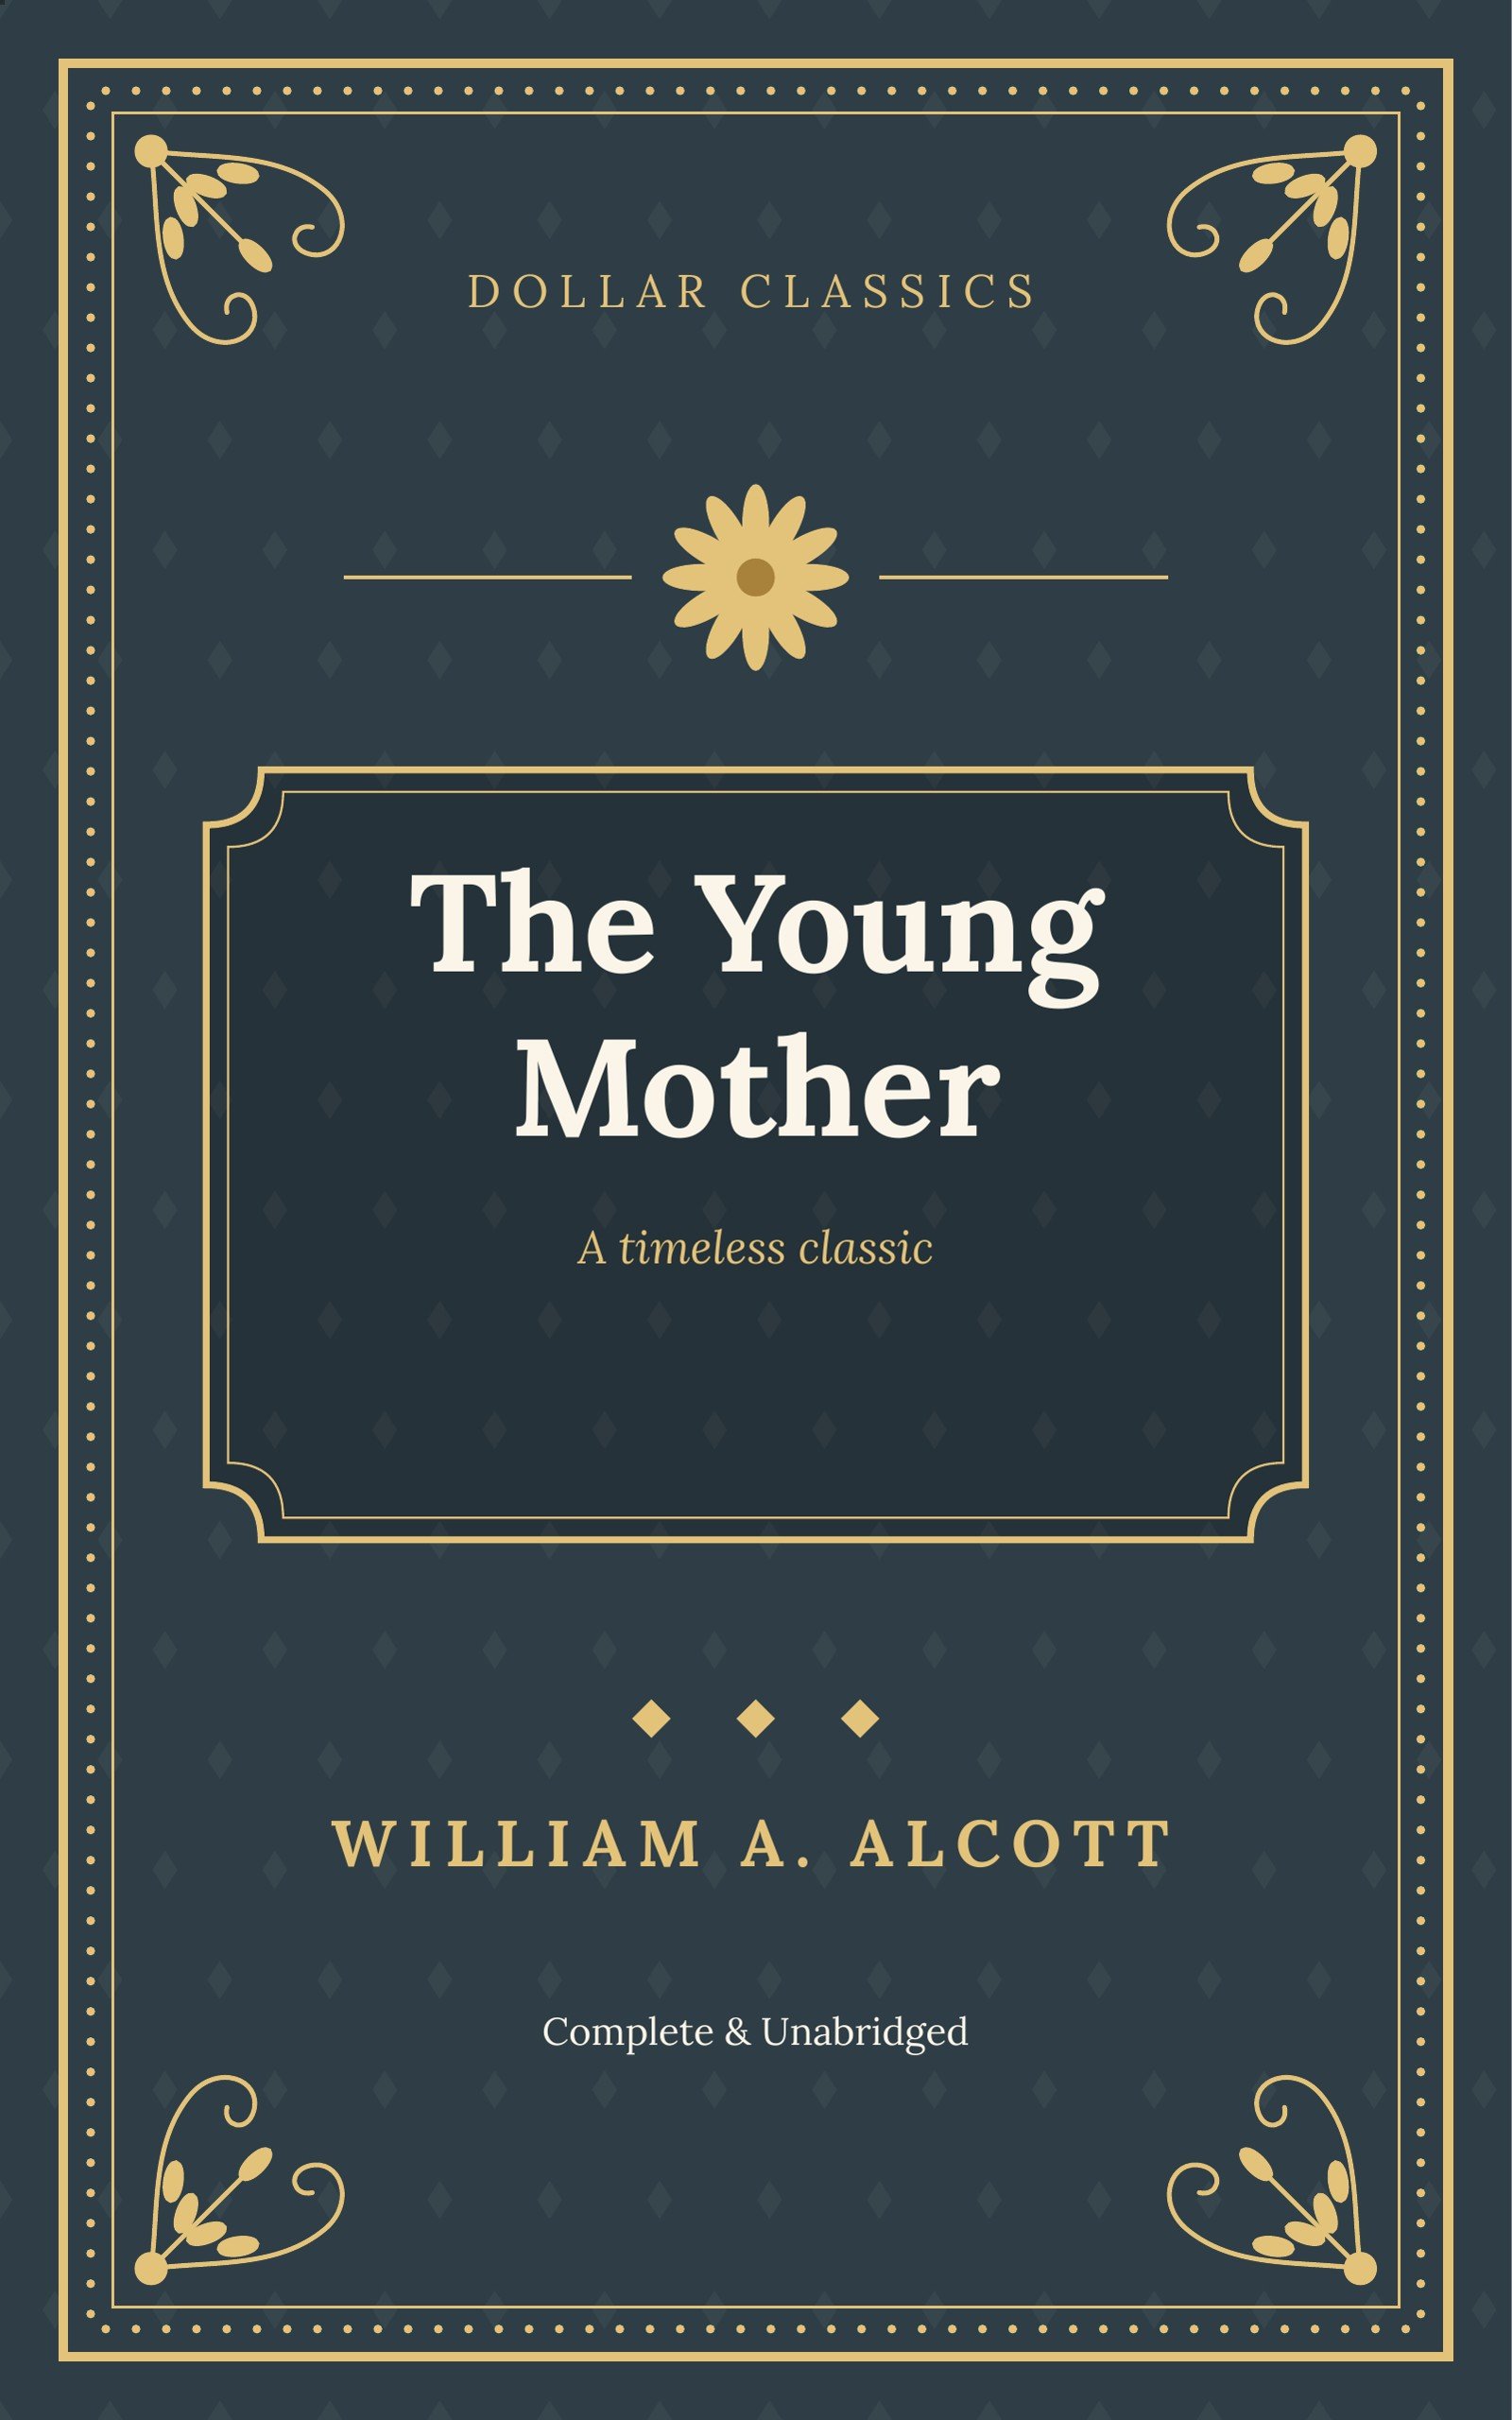 DOLLAR CLASSICS
The Young
Mother
A timeless classic
WILLIAM A. ALCOTT
Complete & Unabridged